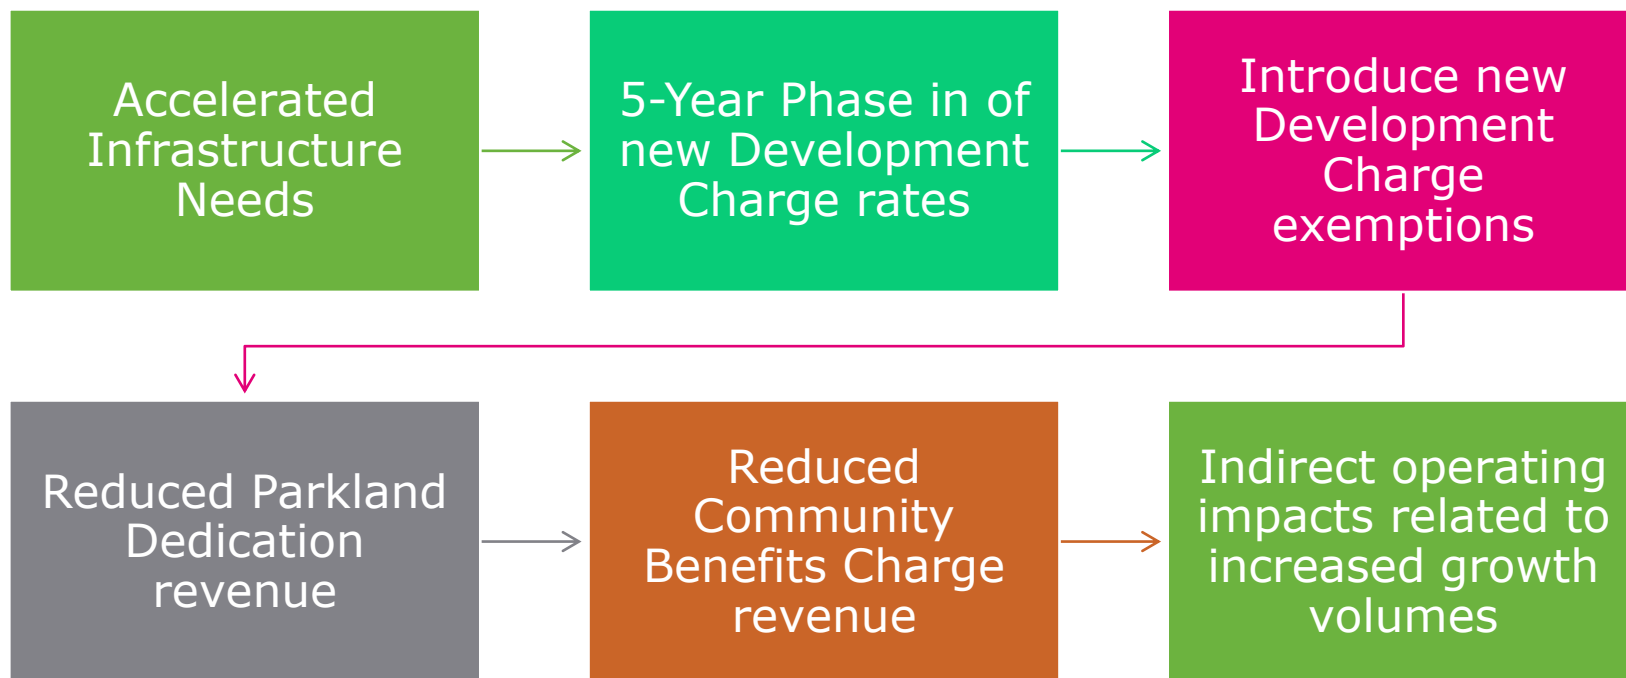 Accelerated
Infrastructure
Needs
5-Year Phase in of
new Development
Charge rates
Introduce new
Development
Charge
exemptions
Reduced Parkland
Dedication
revenue
Reduced
Community
Benefits Charge
revenue
Indirect operating
impacts related to
increased growth
volumes